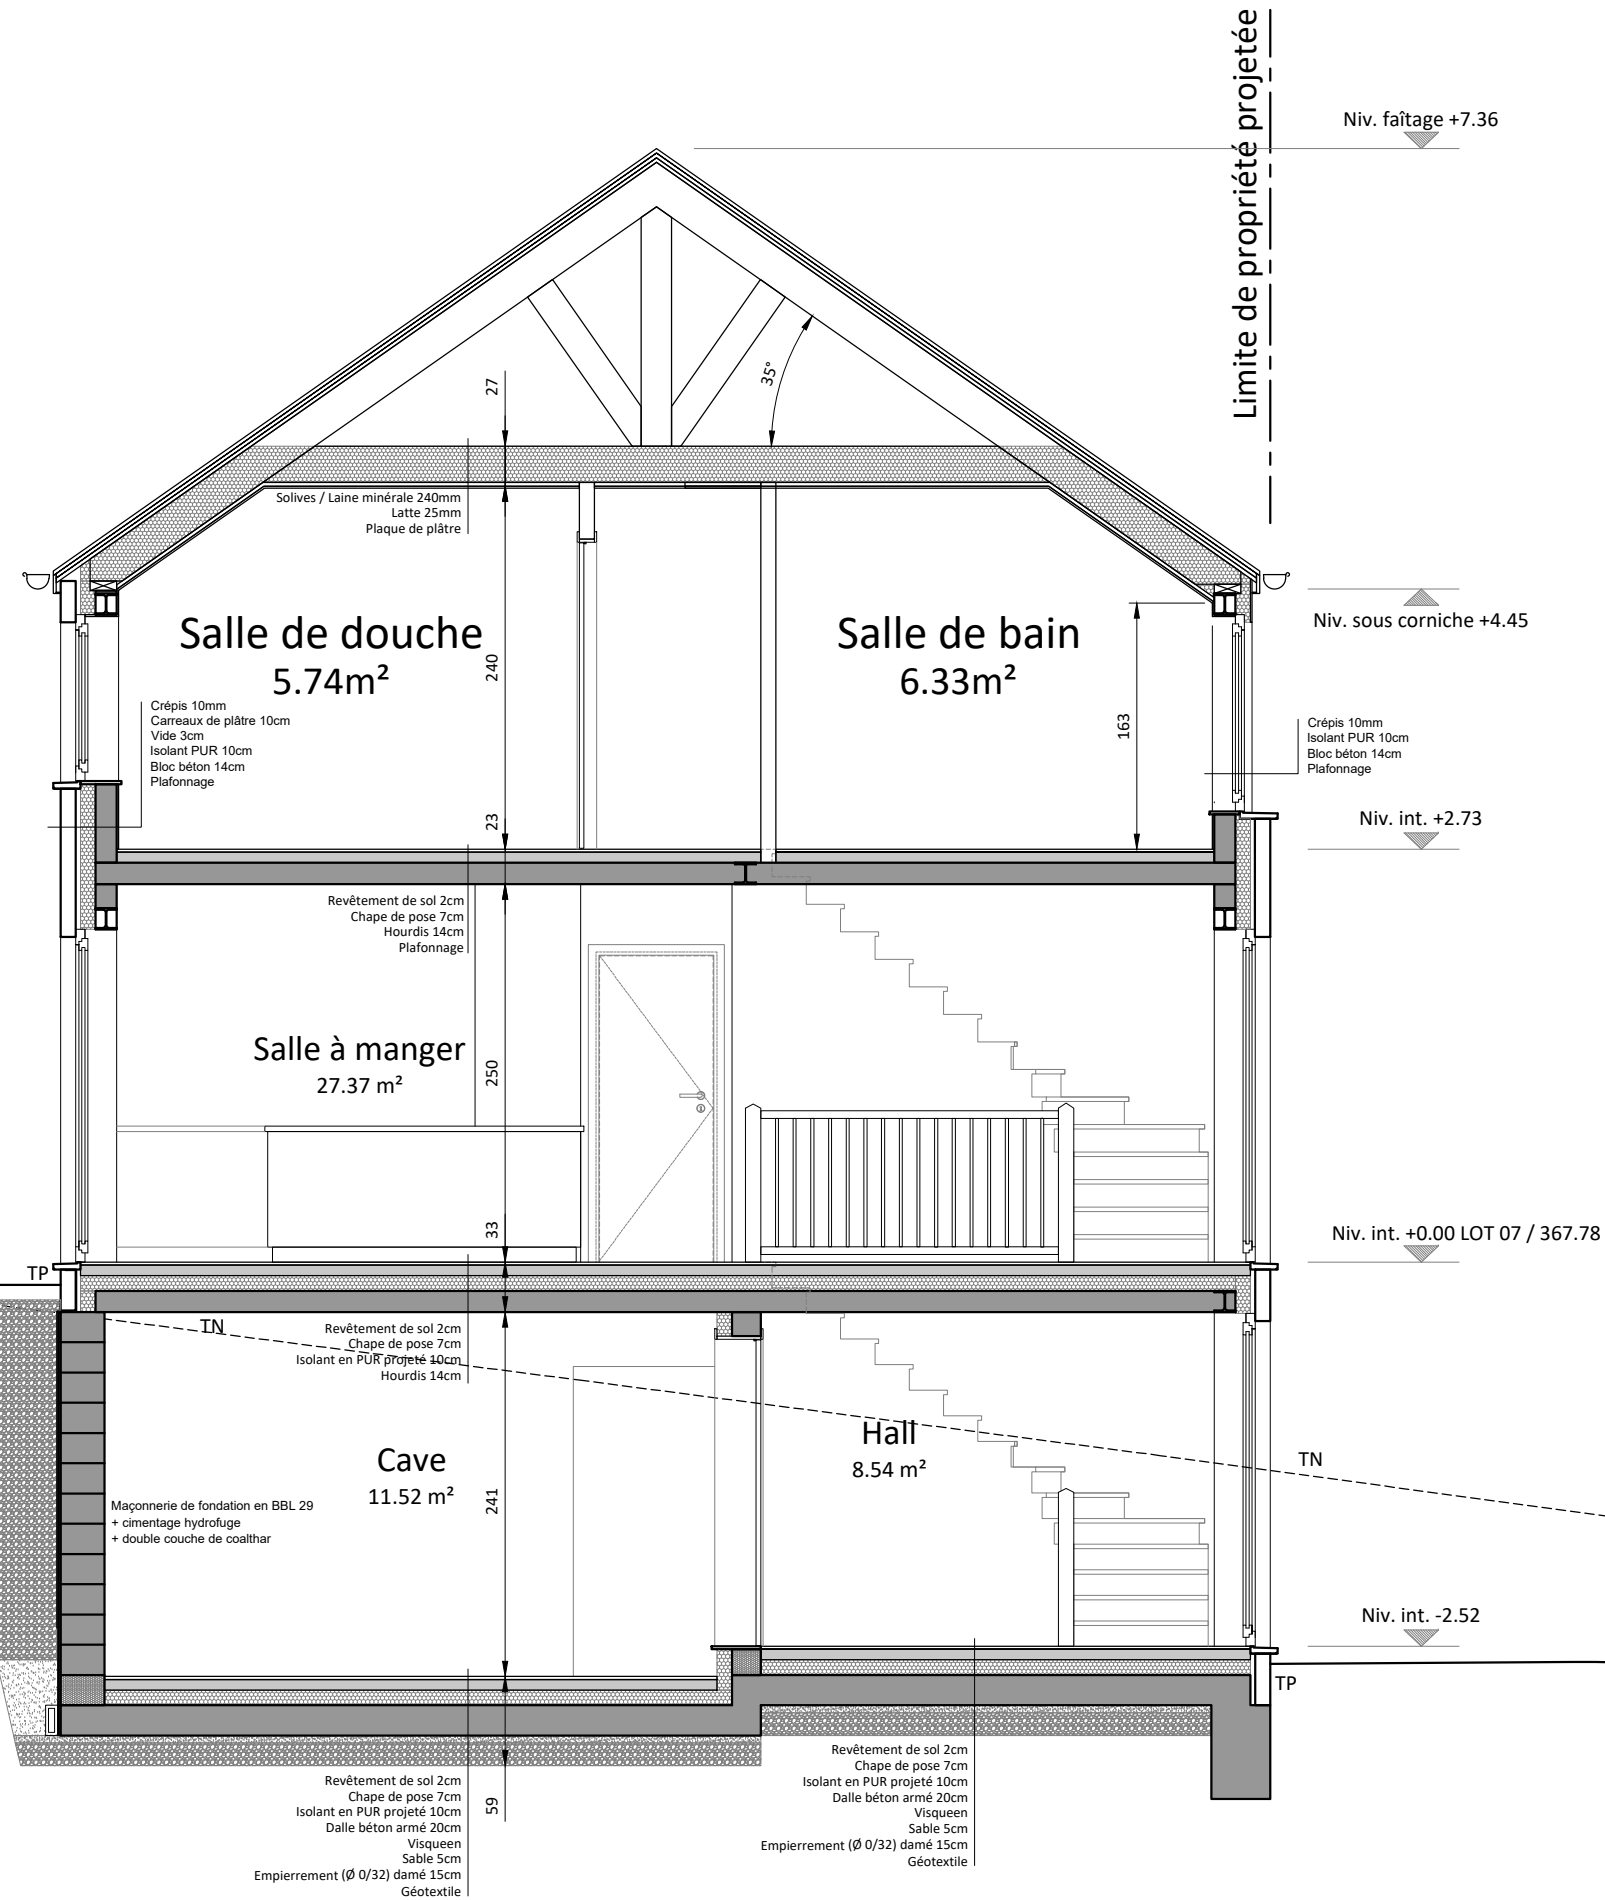 Limite de propriéte projetée
Niv. faîtage +7.36
35°
27
Solives / Laine minérale 240mm
Latte 25mm
Plaque de plâtre
Niv. sous corniche +4.45
Salle de douche
5.74m²
240
Salle de bain
6.33m²
163
Crépis 10mm
Carreaux de plâtre 10cm
Vide 3cm
Isolant PUR 10cm
Bloc béton 14cm
Plafonnage
Crépis 10mm
Isolant PUR 10cm
Bloc béton 14cm
Plafonnage
23
Niv. int. +2.73
Revêtement de sol 2cm
Chape de pose 7cm
Hourdis 14cm
Plafonnage
Salle à manger
27.37 m²
250
33
Niv. int. +0.00 LOT 07 / 367.78
TP
TN
Revêtement de sol 2cm
Chape de pose 7cm
Isolant en PUR projeté 10cm
Hourdis 14cm
Cave
11.52 m²
241
Hall
8.54 m²
TN
Maçonnerie de fondation en BBL 29
+ cimentage hydrofuge
+ double couche de coalthar
Niv. int. -2.52
TP
59
Revêtement de sol 2cm
Chape de pose 7cm
Isolant en PUR projeté 10cm
Dalle béton armé 20cm
Visqueen
Sable 5cm
Empierrement (Ø 0/32) damé 15cm
Géotextile
Revêtement de sol 2cm
Chape de pose 7cm
Isolant en PUR projeté 10cm
Dalle béton armé 20cm
Visqueen
Sable 5cm
Empierrement (Ø 0/32) damé 15cm
Géotextile